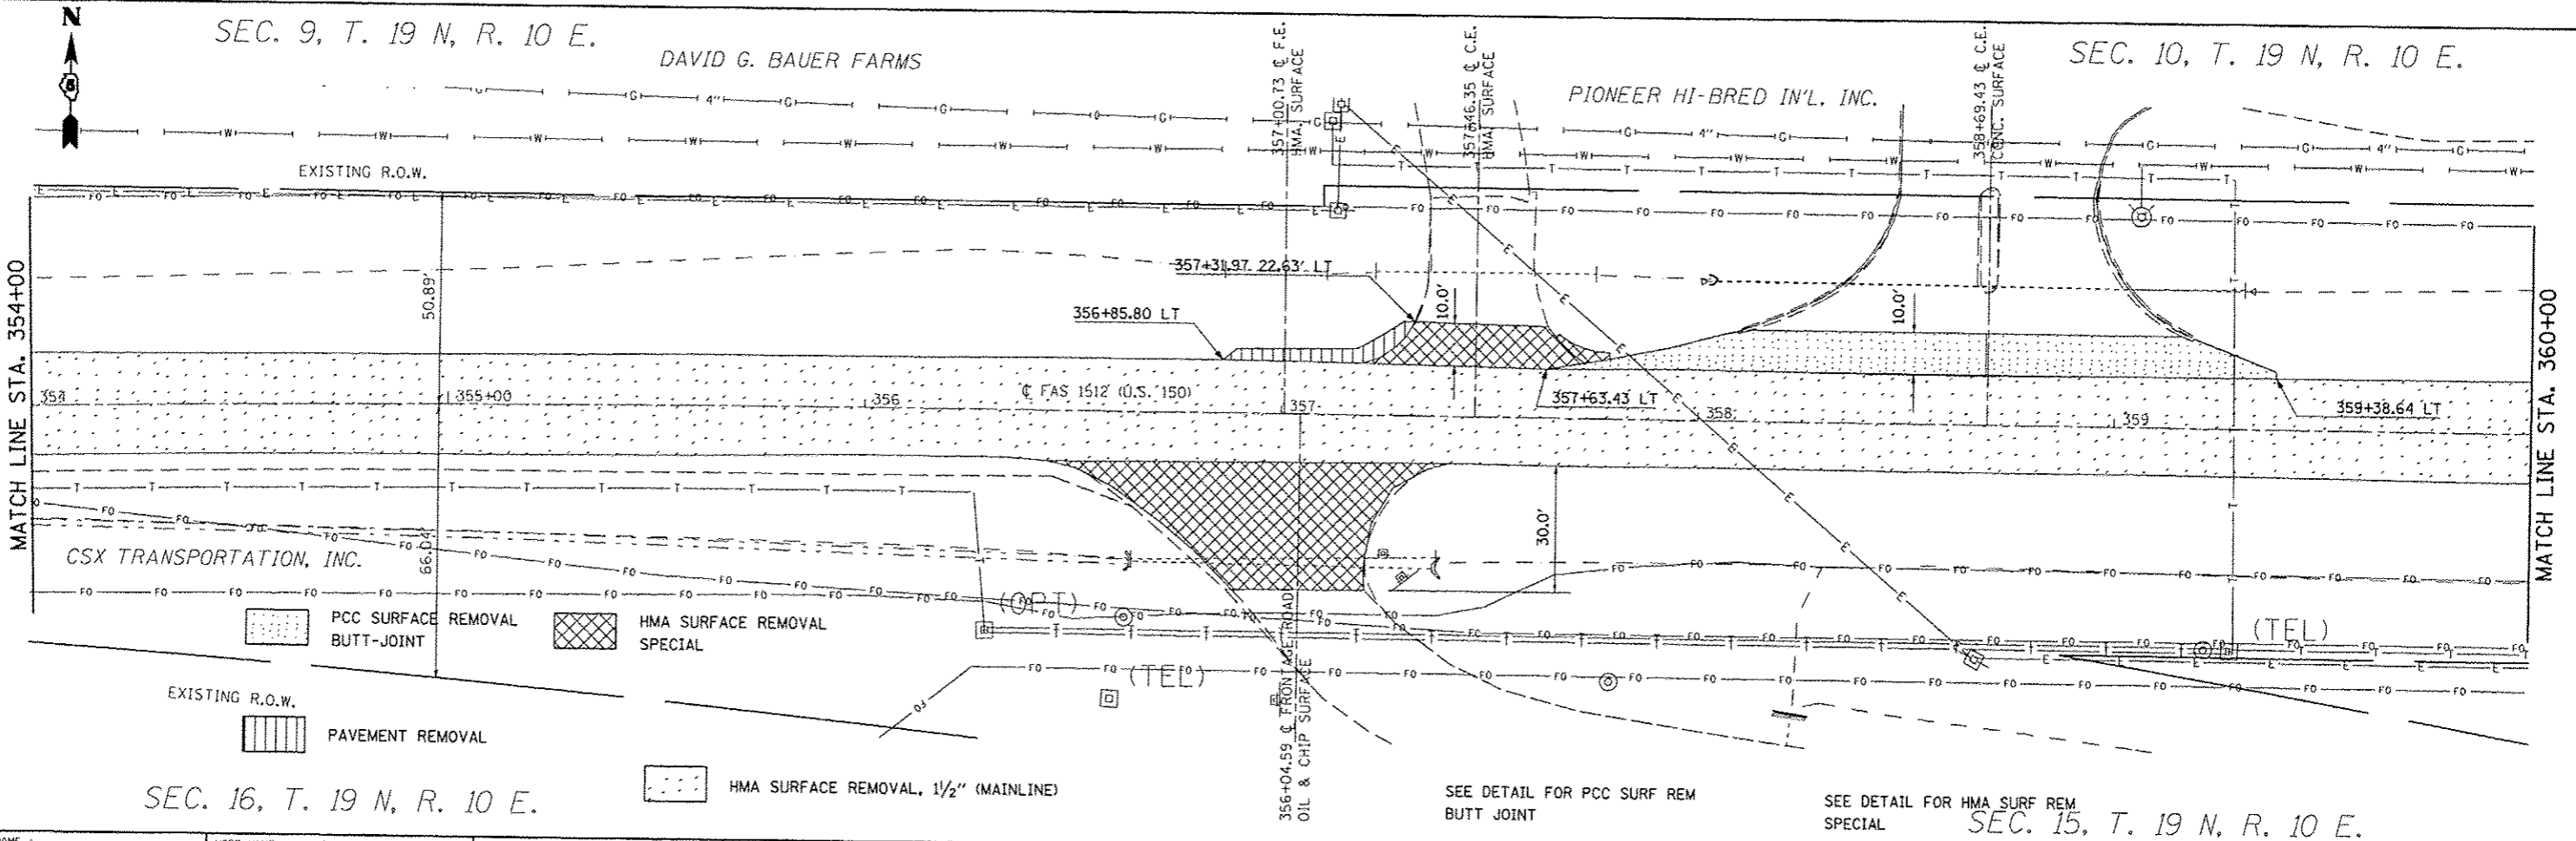 N
SEC. 9, T. 19 N, R. 10 E.
DAVID G. BAUER FARMS
357+00.73 ℄ F.E.
HMA. SURFACE
357+46.35 ℄ C.E.
HMA. SURFACE
PIONEER HI-BRED IN'L. INC.
358+69.43 ℄ C.E.
CONC. SURFACE
SEC. 10, T. 19 N, R. 10 E.
4"
4"
4"
EXISTING R.O.W.
MATCH LINE STA. 354+00
50.89'
357+31.97 22.63' LT
356+85.80 LT
10.0'
10.0'
MATCH LINE STA. 360+00
354
355+00
356
℄ FAS 1512 (U.S. 150)
357
357+63.43 LT
358
359
359+38.64 LT
30.0'
CSX TRANSPORTATION, INC.
66.04'
PCC SURFACE REMOVAL
BUTT-JOINT
HMA SURFACE REMOVAL
SPECIAL
(OPT)
(TEL)
(TEL)
EXISTING R.O.W.
PAVEMENT REMOVAL
356+04.59 ℄ FRONTAGE ROAD
OIL & CHIP SURFACE
HMA SURFACE REMOVAL, 1½" (MAINLINE)
SEC. 16, T. 19 N, R. 10 E.
SEE DETAIL FOR PCC SURF REM
BUTT JOINT
SEE DETAIL FOR HMA SURF REM
SPECIAL
SEC. 15, T. 19 N, R. 10 E.